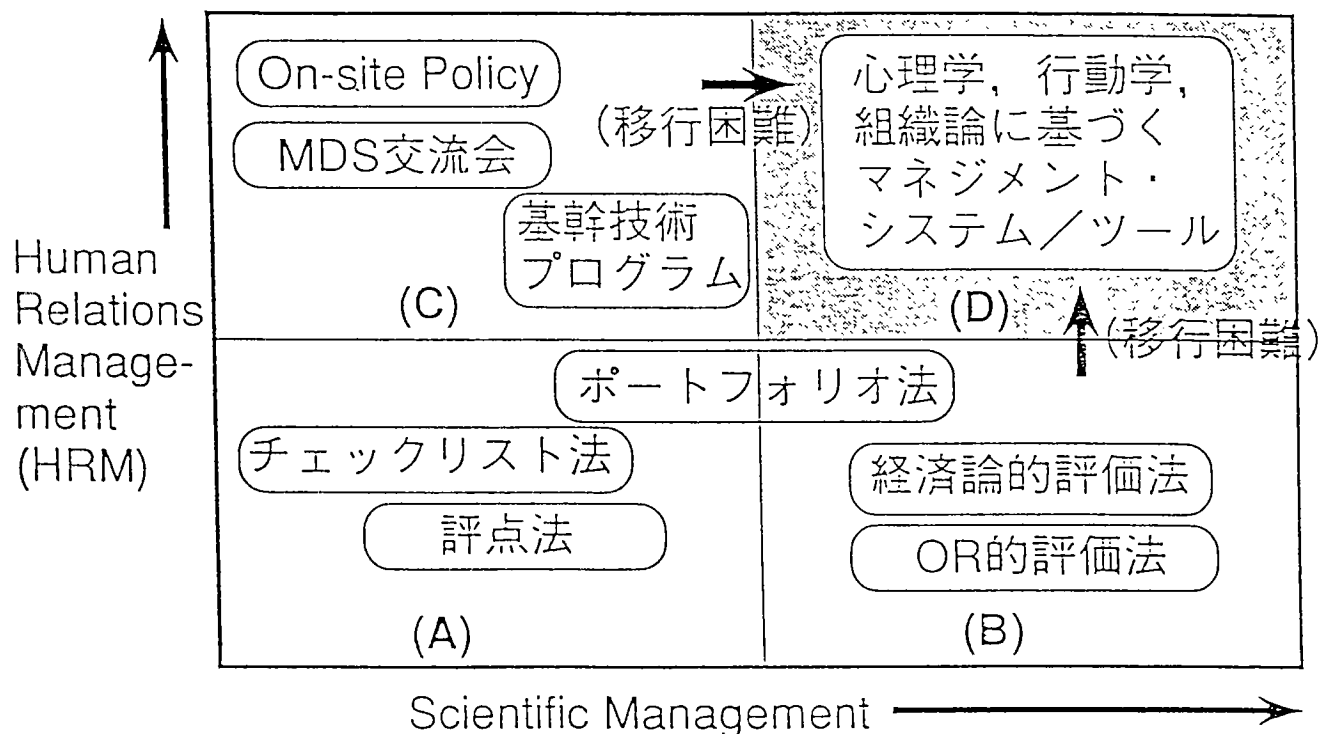 On-site Policy
MDS交流会
基幹技術
プログラム
(C)
(移行困難)
心理学，行動学，
組織論に基づく
マネジメント・
システム／ツール
(D)
(移行困難)
Human
Relations
Manage-
ment
(HRM)
ポートフォリオ法
チェックリスト法
評点法
(A)
経済論的評価法
OR的評価法
(B)
Scientific Management